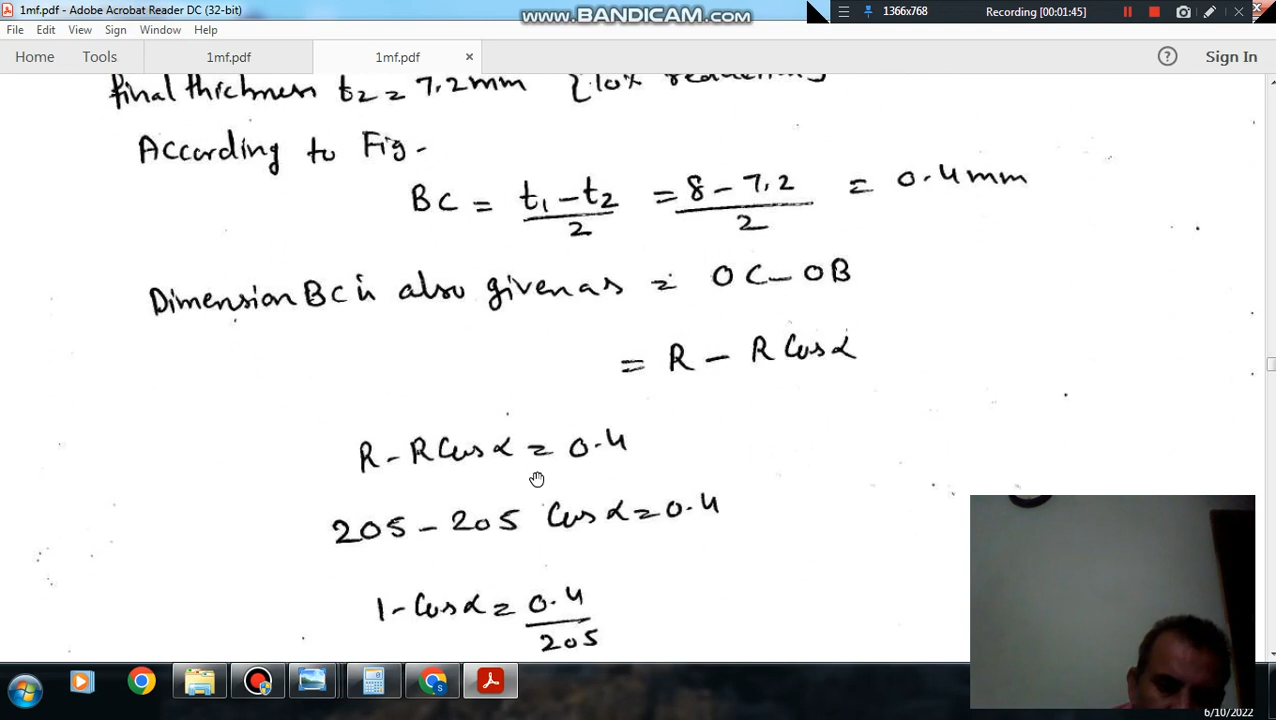 1mf.pdf - Adobe Acrobat Reader DC (32-bit)
www.BANDICAM.com
1366x768
Recording [00:01:45]
File Edit View Sign Window Help
Home Tools 1mf.pdf 1mf.pdf × Sign In
final thickness t2 = 7.2mm {10%
According to Fig -
BC = t1-t2/2 = 8-7.2/2 = 0.4mm
Dimension BC is also given as = OC-OB
= R - R Cos α
R-R Cos α = 0.4
205 - 205 Cos α = 0.4
1- Cos α = 0.4/205
6/10/2022